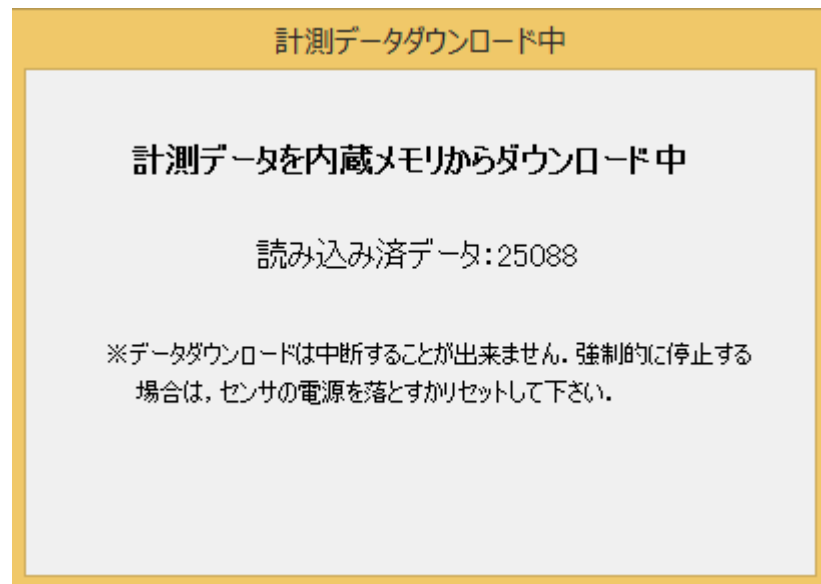 計測データダウンロード中
計測データを内蔵メモリからダウンロード中
読み込み済データ:25088
※データダウンロードは中断することが出来ません．強制的に停止する
場合は，センサの電源を落とすかリセットして下さい．